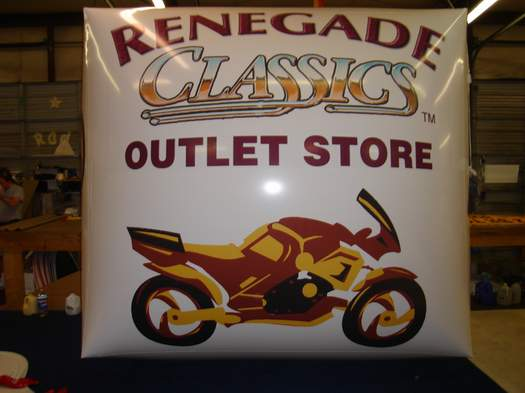 RENEGADE
CLASSICS
TM
OUTLET STORE